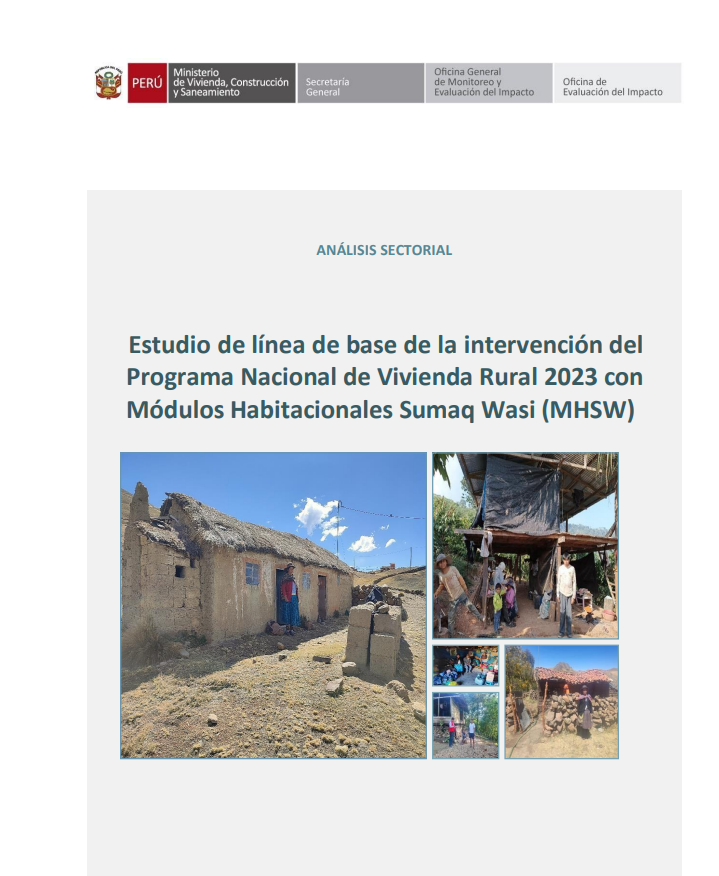 PERÚ
Ministerio
de Vivienda, Construcción
y Saneamiento
Secretaría
General
Oficina General
de Monitoreo y
Evaluación del Impacto
Oficina de
Evaluación del Impacto
ANÁLISIS SECTORIAL
Estudio de línea de base de la intervención del
Programa Nacional de Vivienda Rural 2023 con
Módulos Habitacionales Sumaq Wasi (MHSW)